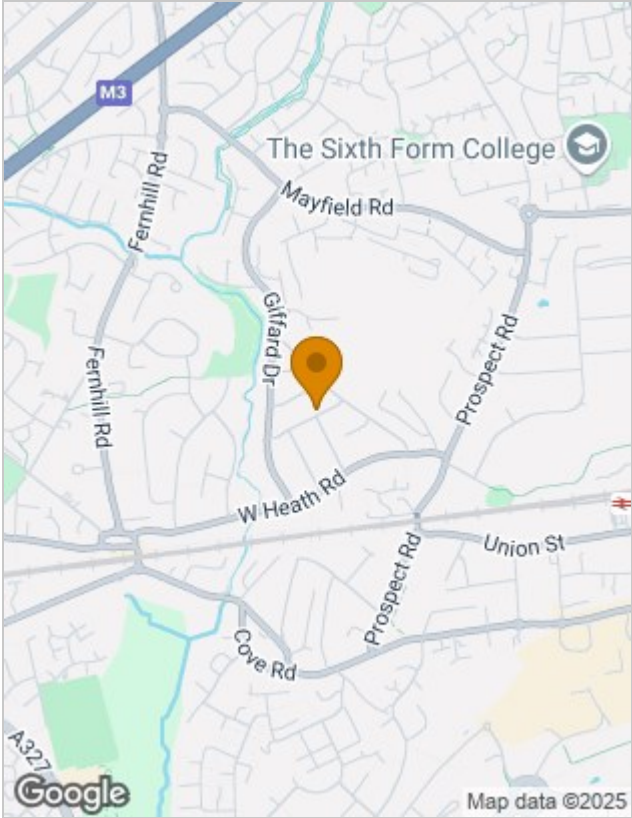 M3
The Sixth Form College
Fernhill Rd
Mayfield Rd
Giffard Dr
Prospect Rd
Fernhill Rd
W Heath Rd
Union St
Prospect Rd
Cove Rd
A327
Google
Map data ©2025